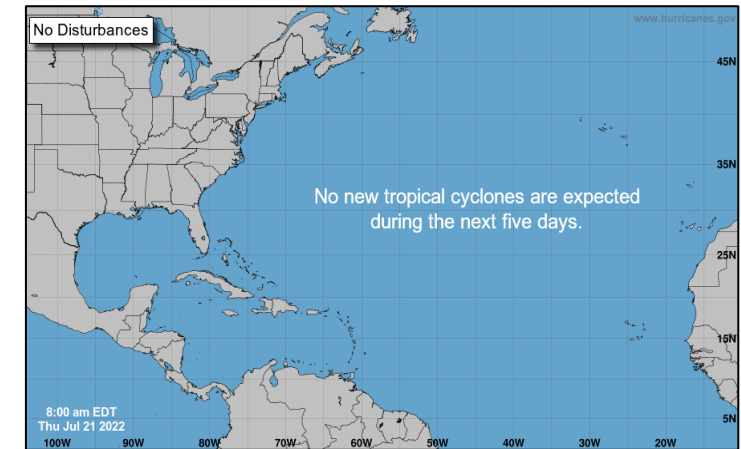 No Disturbances
www.hurricanes.gov
45N
35N
No new tropical cyclones are expected
during the next five days.
25N
15N
8:00 am EDT
Thu Jul 21 2022
5N
100W 90W 80W 70W 60W 50W 40W 30W 20W